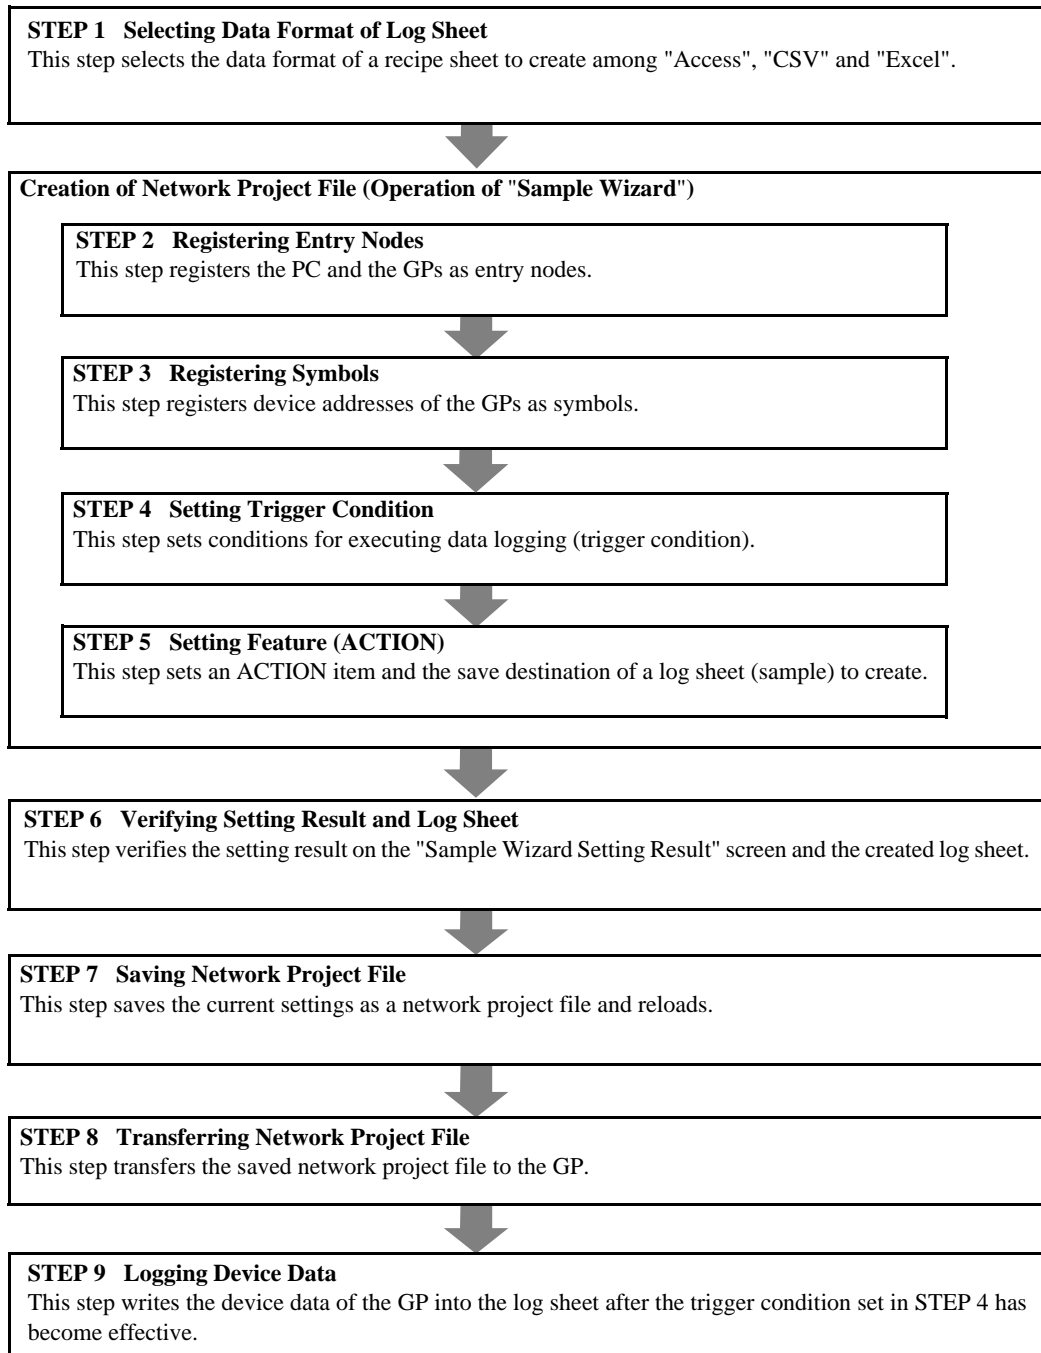 STEP 1 Selecting Data Format of Log Sheet
This step selects the data format of a recipe sheet to create among "Access", "CSV" and "Excel".
Creation of Network Project File (Operation of "Sample Wizard")
STEP 2 Registering Entry Nodes
This step registers the PC and the GPs as entry nodes.
STEP 3 Registering Symbols
This step registers device addresses of the GPs as symbols.
STEP 4 Setting Trigger Condition
This step sets conditions for executing data logging (trigger condition).
STEP 5 Setting Feature (ACTION)
This step sets an ACTION item and the save destination of a log sheet (sample) to create.
STEP 6 Verifying Setting Result and Log Sheet
This step verifies the setting result on the "Sample Wizard Setting Result" screen and the created log sheet.
STEP 7 Saving Network Project File
This step saves the current settings as a network project file and reloads.
STEP 8 Transferring Network Project File
This step transfers the saved network project file to the GP.
STEP 9 Logging Device Data
This step writes the device data of the GP into the log sheet after the trigger condition set in STEP 4 has
become effective.